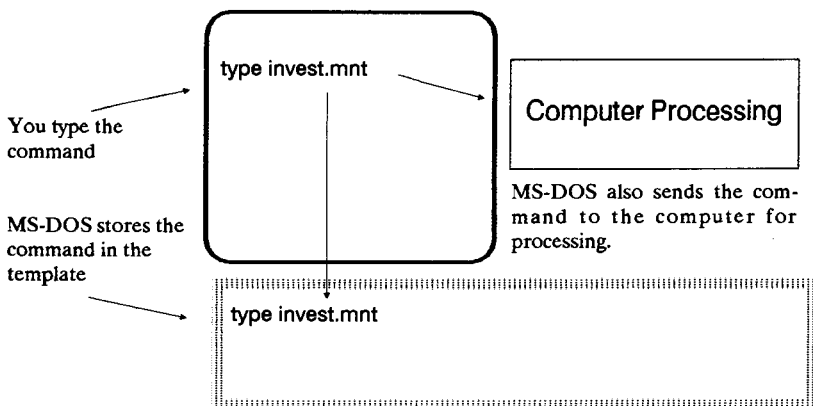 type invest.mnt
Computer Processing
You type the
command
MS-DOS also sends the com-
mand to the computer for
processing.
MS-DOS stores the
command in the
template
type invest.mnt